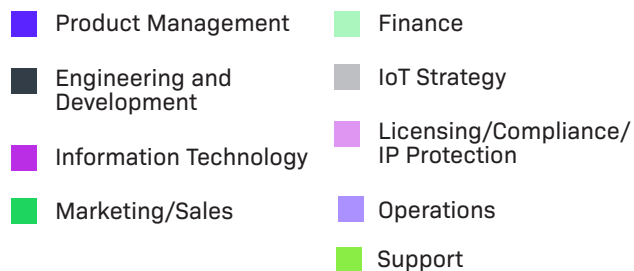 Product Management
Engineering and
Development
Information Technology
Marketing/Sales
Finance
IoT Strategy
Licensing/Compliance/
IP Protection
Operations
Support